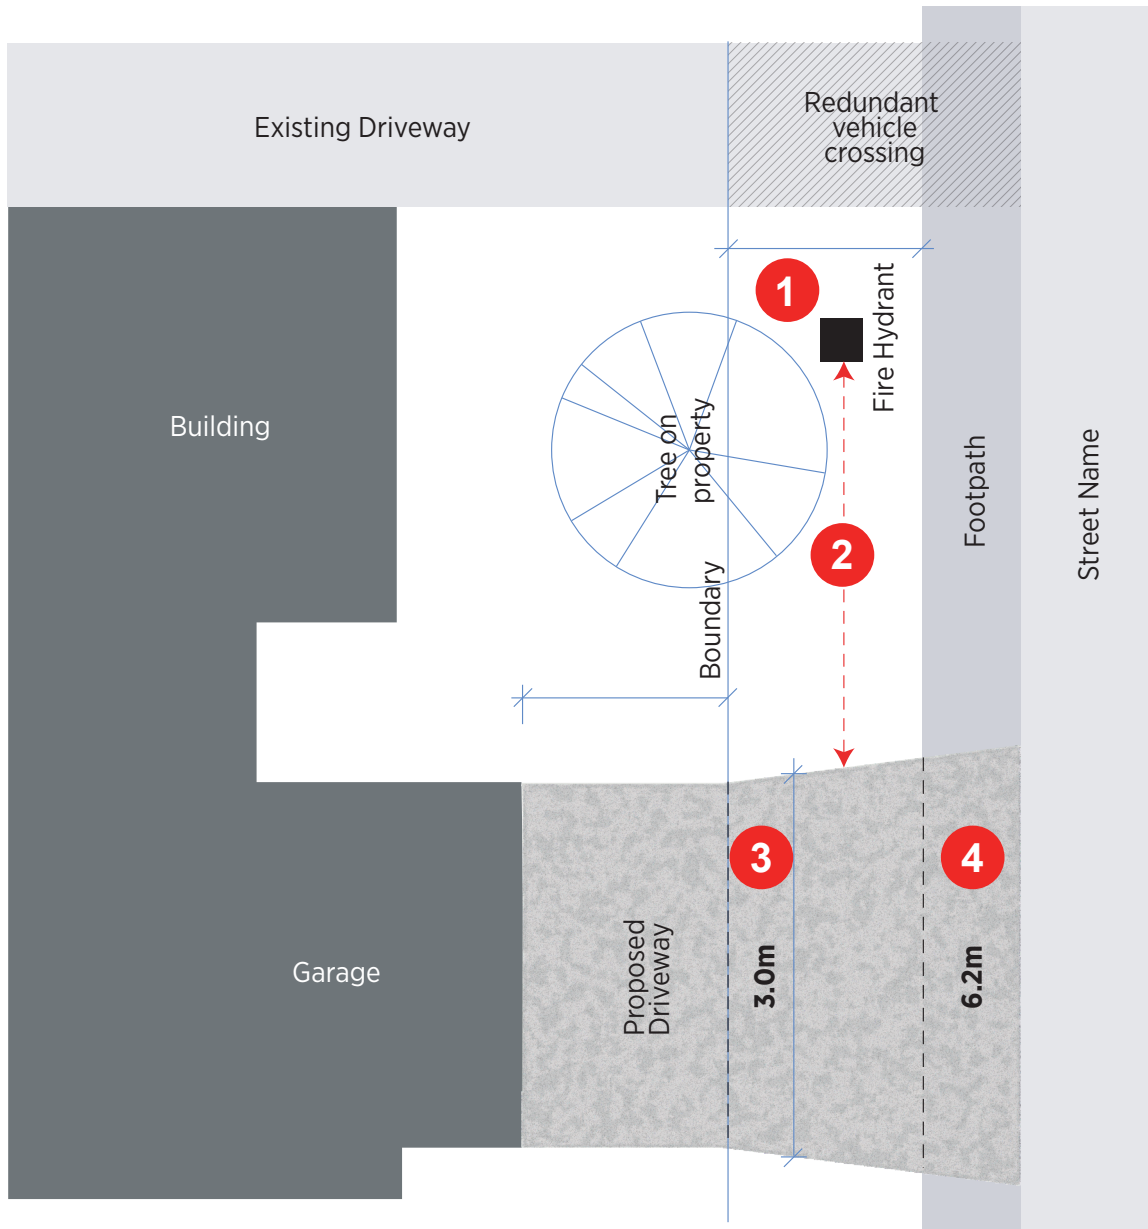 Existing Driveway
Redundant
vehicle
crossing
1
Fire Hydrant
Building
Tree on
property
Footpath
Street Name
2
Boundary
3
4
Garage
Proposed
Driveway
3.0m
6.2m